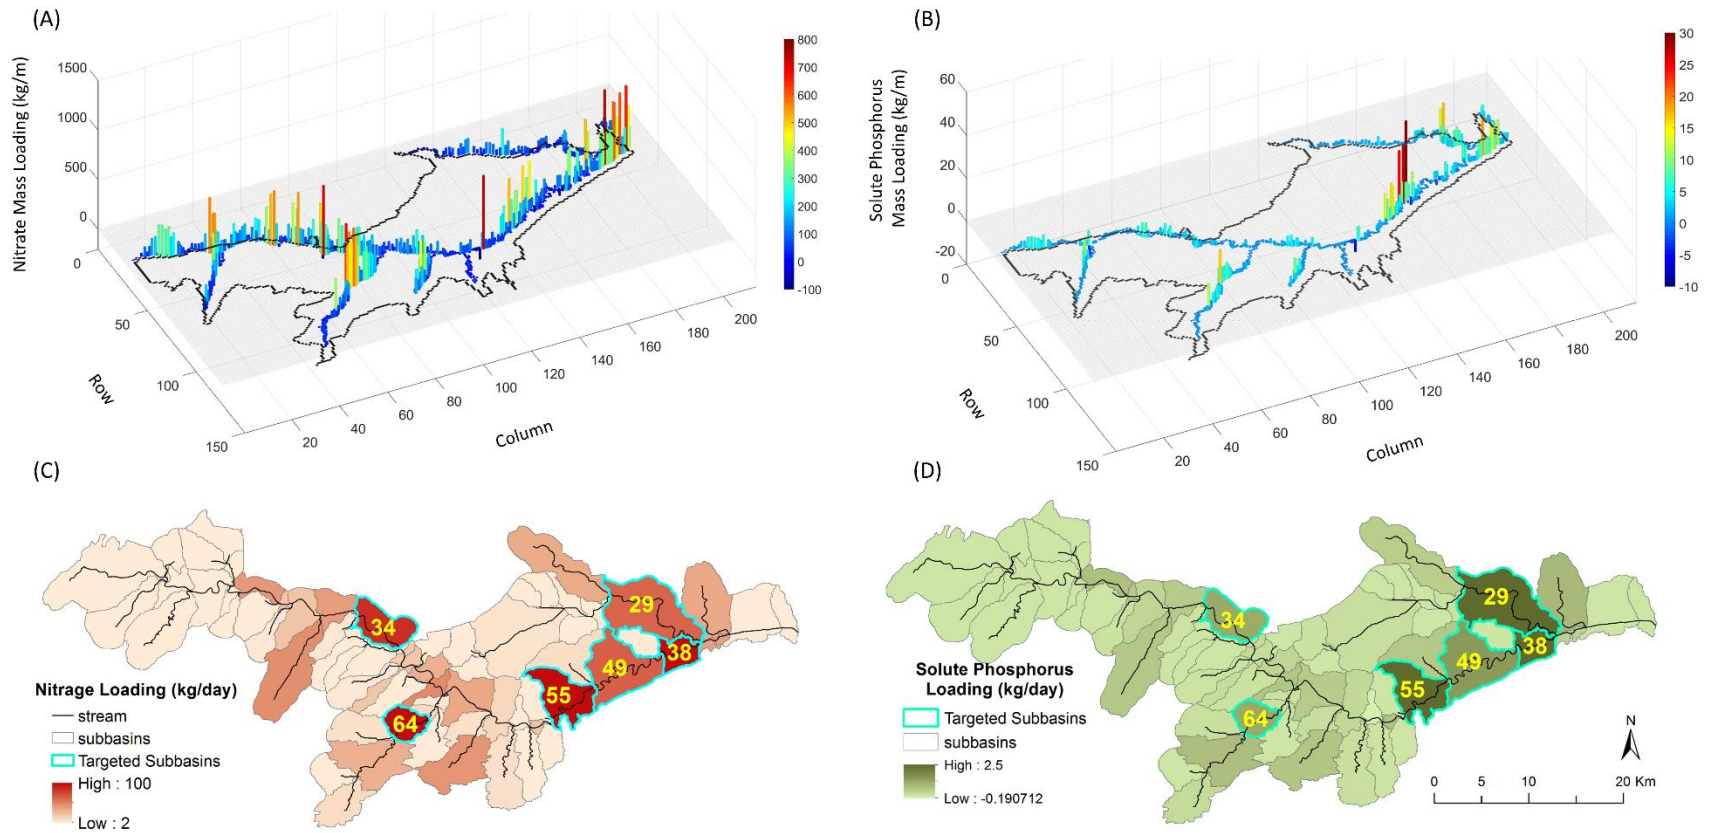 (A)
Nitrate Mass Loading (kg/m)
1500
1000
500
0
0
50
100
150
Row
20
40
60
80
100
120
140
160
180
200
Column
800
700
600
500
400
300
200
100
0
-100
(B)
Solute Phosphorus
Mass Loading (kg/m)
60
40
20
0
-20
0
50
100
150
Row
20
40
60
80
100
120
140
160
180
200
Column
30
25
20
15
10
5
0
-5
-10
(C)
29
34
38
49
55
64
Nitrage Loading (kg/day)
stream
subbasins
Targeted Subbasins
High : 100
Low : 2
(D)
29
34
38
49
55
64
Solute Phosphorus
Loading (kg/day)
Targeted Subbasins
subbasins
High : 2.5
Low : -0.190712
N
0 5 10 20 Km